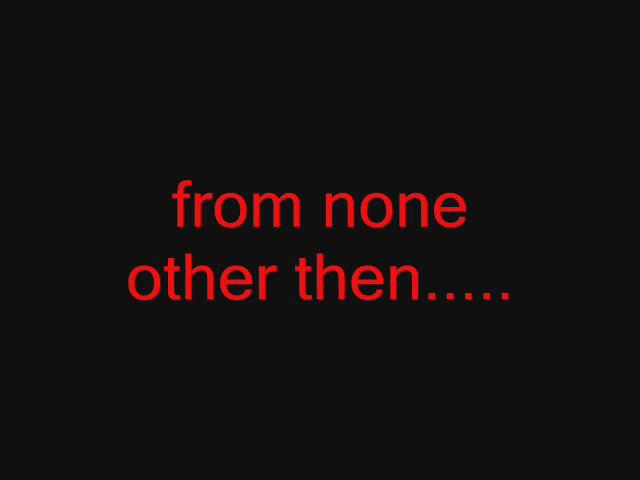 from none
other then.....